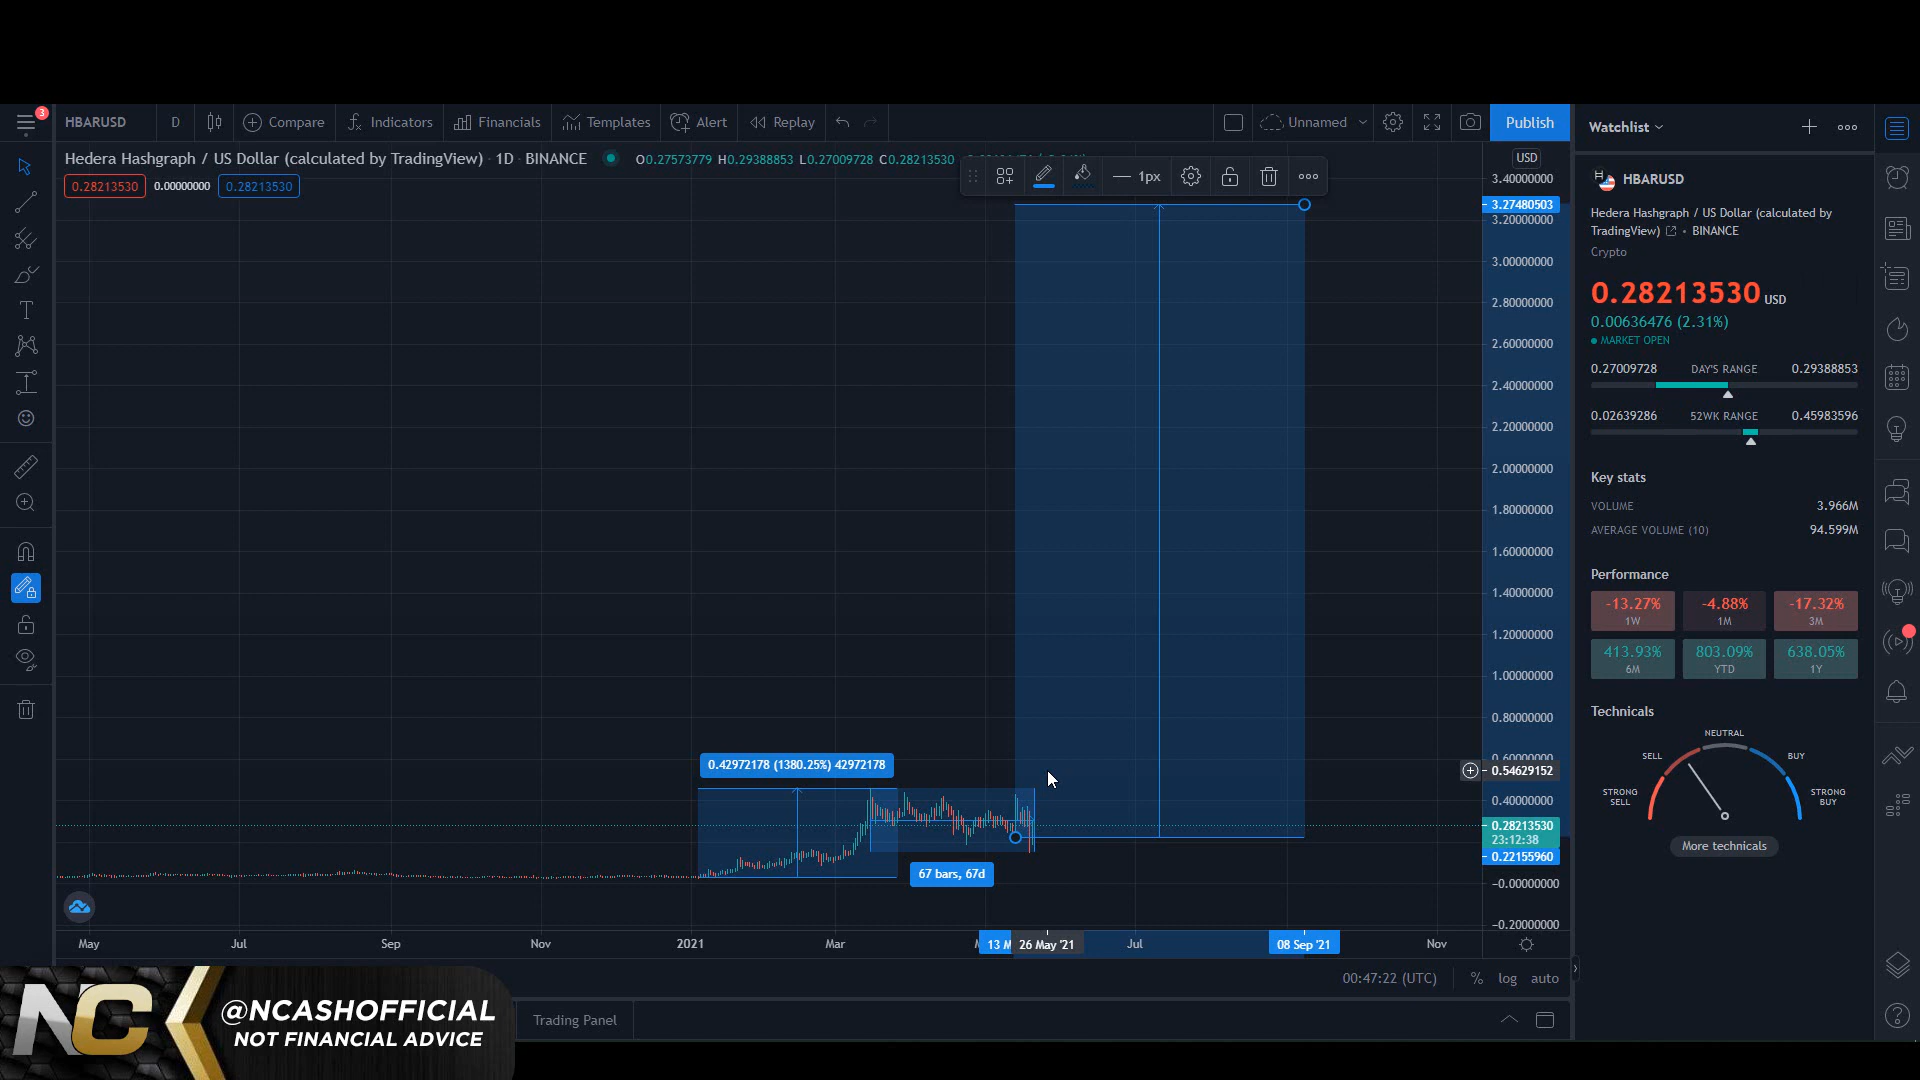 3
HBARUSD
D
Compare
Indicators
Financials
Templates
Alert
Replay
Unnamed
Publish
Hedera Hashgraph / US Dollar (calculated by TradingView) · 1D · BINANCE
O0.27573779 H0.29388853 L0.27009728 C0.28213530
0.28213530 0.00000000 0.28213530
1px
USD
3.40000000
3.27480503
3.20000000
3.00000000
2.80000000
2.60000000
2.40000000
2.20000000
2.00000000
1.80000000
1.60000000
1.40000000
1.20000000
1.00000000
0.80000000
0.60000000
0.54629152
0.40000000
0.28213530
23:12:38
0.22155960
−0.00000000
−0.20000000
0.42972178 (1380.25%) 42972178
67 bars, 67d
May
Jul
Sep
Nov
2021
Mar
13 M
26 May '21
Jul
08 Sep '21
Nov
00:47:22 (UTC)
%
log
auto
Trading Panel
NC
@NCASHOFFICIAL
NOT FINANCIAL ADVICE
Watchlist
HBARUSD
Hedera Hashgraph / US Dollar (calculated by
TradingView) • BINANCE
Crypto
0.28213530 USD
0.00636476 (2.31%)
MARKET OPEN
0.27009728 DAY'S RANGE 0.29388853
0.02639286 52WK RANGE 0.45983596
Key stats
VOLUME 3.966M
AVERAGE VOLUME (10) 94.599M
Performance
-13.27% -4.88% -17.32%
1W 1M 3M
413.93% 803.09% 638.05%
6M YTD 1Y
Technicals
NEUTRAL
SELL BUY
STRONG
SELL
STRONG
BUY
More technicals